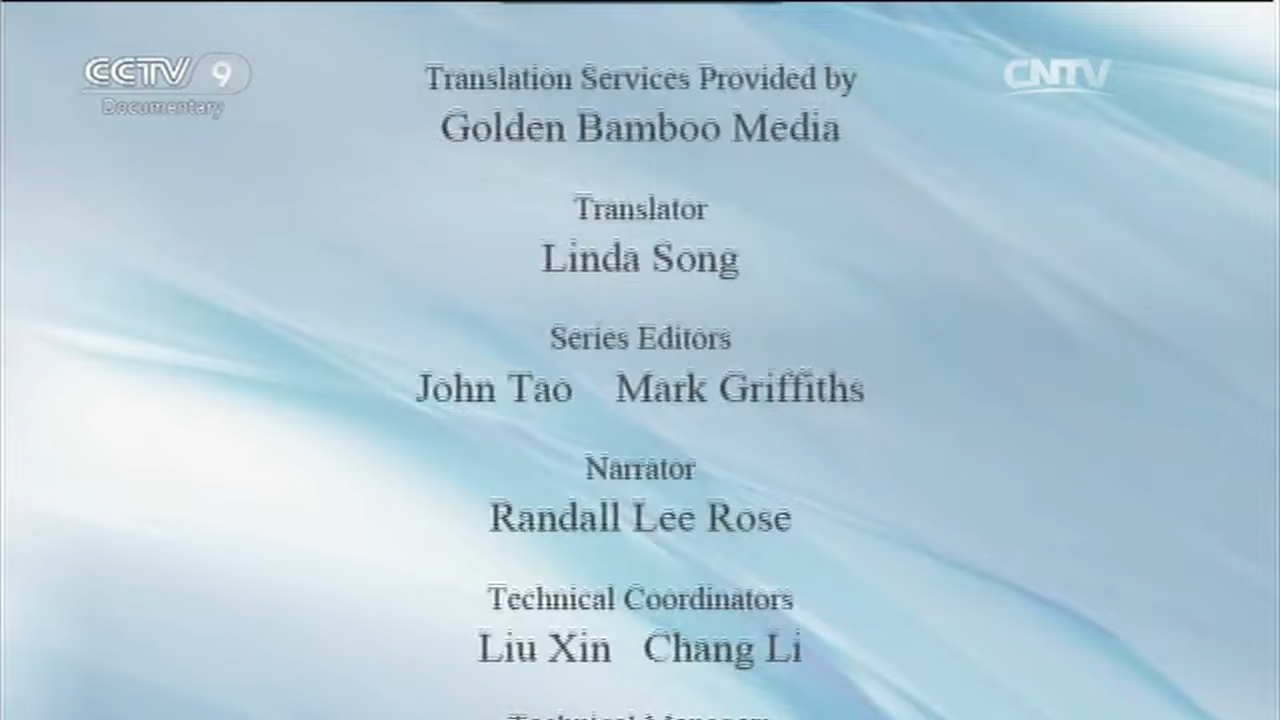 CCTV 9
Documentary
CNTV
Translation Services Provided by
Golden Bamboo Media
Translator
Linda Song
Series Editors
John Tao Mark Griffiths
Narrator
Randall Lee Rose
Technical Coordinators
Liu Xin Chang Li